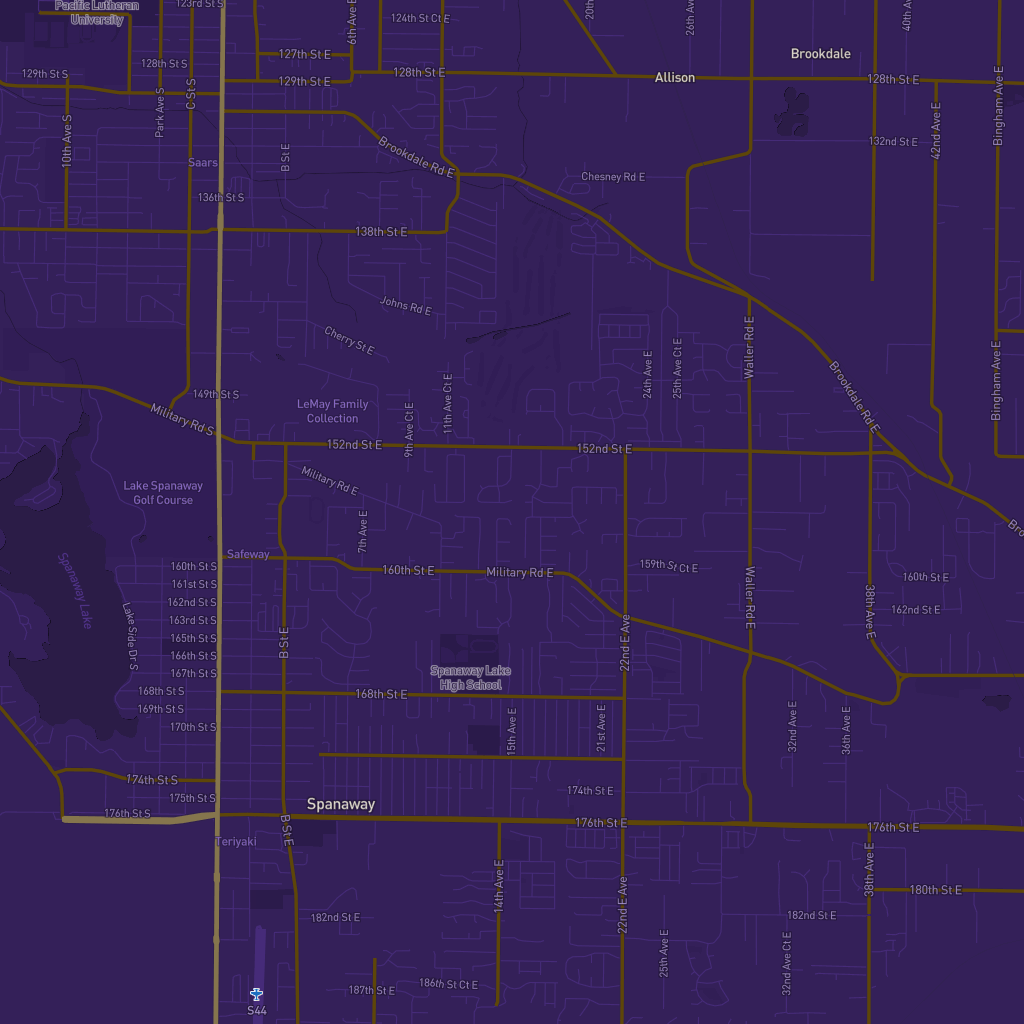 123rd St S
Pacific Lutheran
University
6th Ave E
124th St Ct E
20th
26th Ave
40th Av
127th St E
Brookdale
128th St S
129th St S
128th St E
129th St E
Allison
128th St E
Bingham Ave E
C St S
Park Ave S
42nd Ave E
10th Ave S
132nd St E
B St E
Brookdale Rd E
Saars
Chesney Rd E
136th St S
138th St E
Johns Rd E
Cherry St E
Waller Rd E
24th Ave E
25th Ave Ct E
Bingham Ave E
11th Ave Ct E
149th St S
Brookdale Rd E
LeMay Family
Collection
9th Ave Ct E
Military Rd S
152nd St E
152nd St E
Military Rd E
Lake Spanaway
Golf Course
7th Ave E
Bro
Safeway
160th St S
160th St E
Military Rd E
159th St Ct E
161st St S
160th St E
Spanaway Lake
162nd St S
Waller Rd E
38th Ave E
162nd St E
163rd St S
Lake Side Dr S
165th St S
B St E
22nd E Ave
166th St S
167th St S
Spanaway Lake
High School
168th St S
168th St E
169th St S
15th Ave E
21st Ave E
32nd Ave E
36th Ave E
170th St S
174th St S
174th St E
175th St S
Spanaway
176th St S
176th St E
176th St E
B St E
Teriyaki
38th Ave E
14th Ave E
180th St E
22nd E Ave
182nd St E
182nd St E
25th Ave E
32nd Ave Ct E
187th St E
186th St Ct E
S44